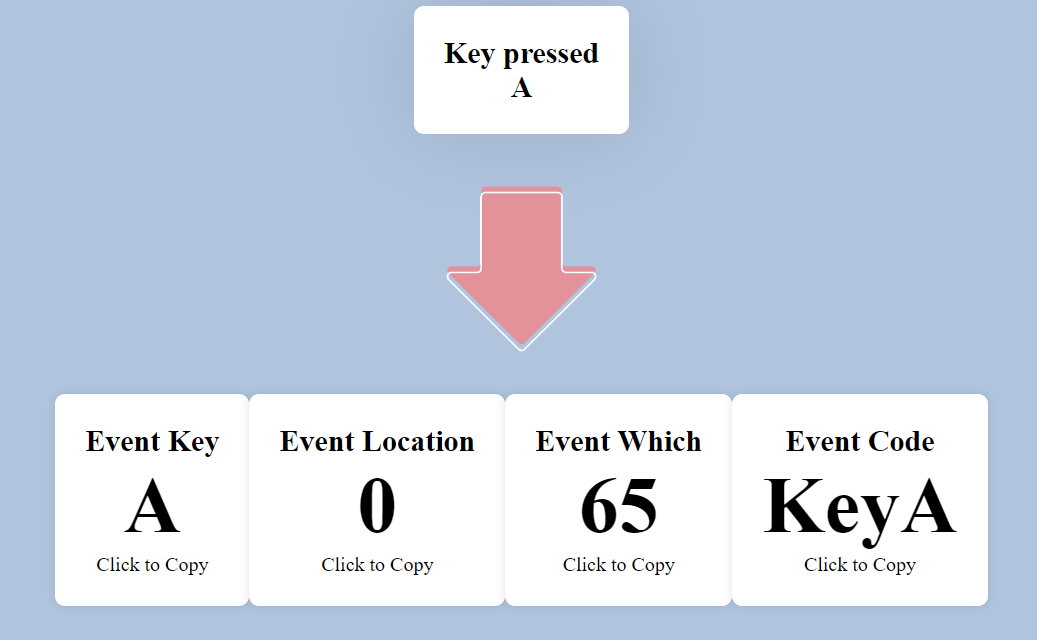 Key pressed
A
Event Key
A
Click to Copy
Event Location
0
Click to Copy
Event Which
65
Click to Copy
Event Code
KeyA
Click to Copy